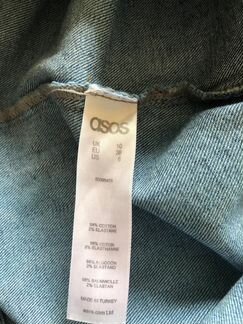 asos
UK 10
EU 38
US 6
98% COTTON
2% ELASTANE
98% COTON
2% ELASTHANNE
98% ALGODÓN
2% ELASTANO
98% BAUMWOLLE
2% ELASTAN
MADE IN TURKEY
asos.com Ltd